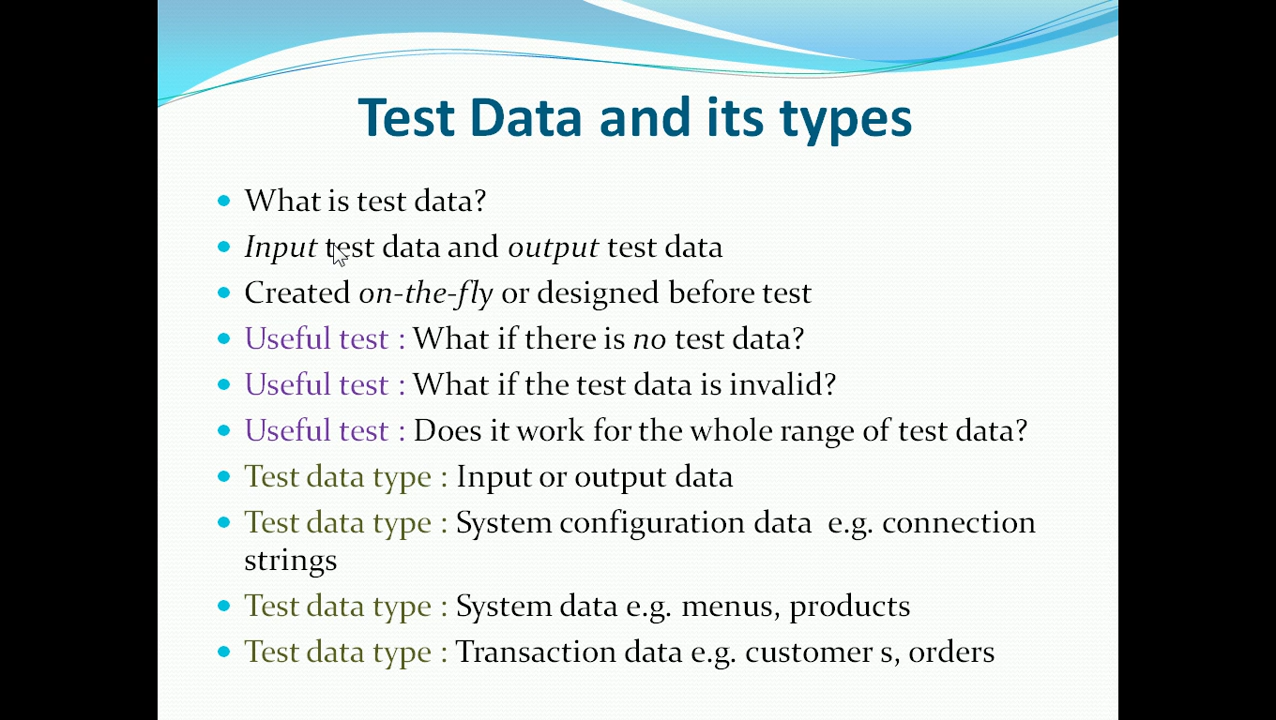 Test Data and its types
What is test data?
Input test data and output test data
Created on-the-fly or designed before test
Useful test : What if there is no test data?
Useful test : What if the test data is invalid?
Useful test : Does it work for the whole range of test data?
Test data type : Input or output data
Test data type : System configuration data e.g. connection
strings
Test data type : System data e.g. menus, products
Test data type : Transaction data e.g. customer s, orders